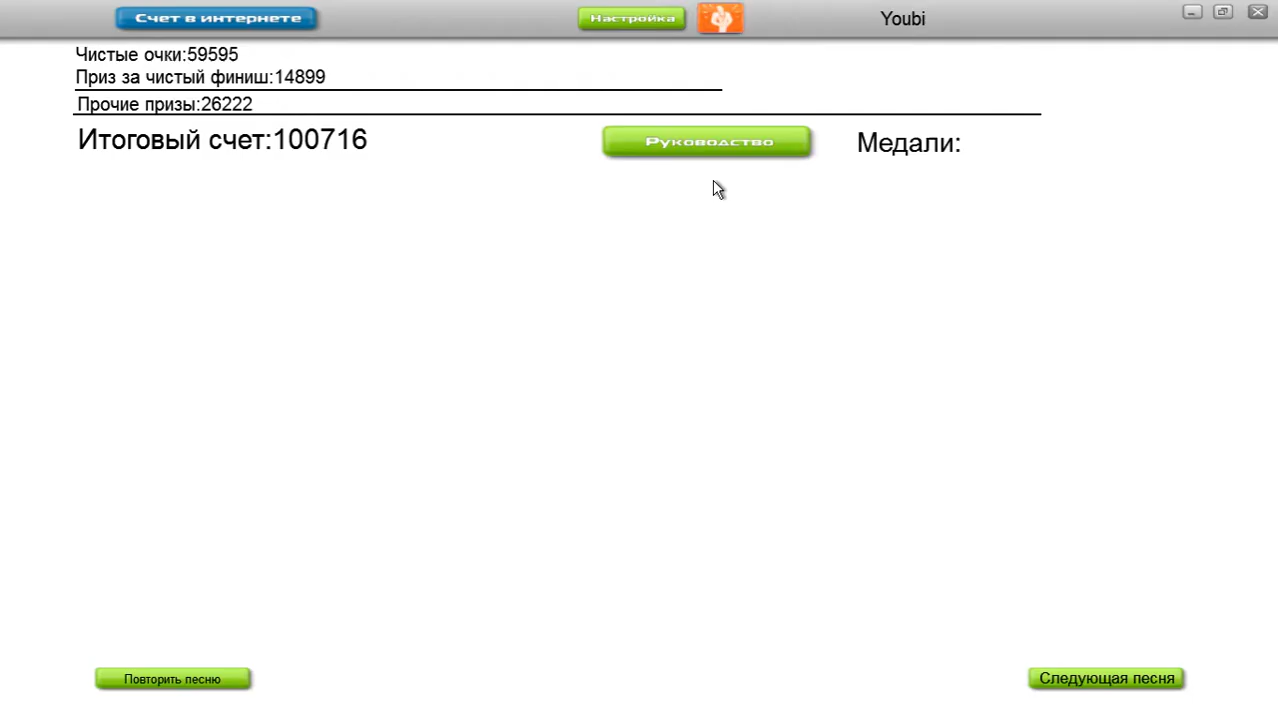 Счет в интернете
Настройка
Youbi
Чистые очки:59595
Приз за чистый финиш:14899
Прочие призы:26222
Итоговый счет:100716
Руководство
Медали:
Повторить песню
Следующая песня